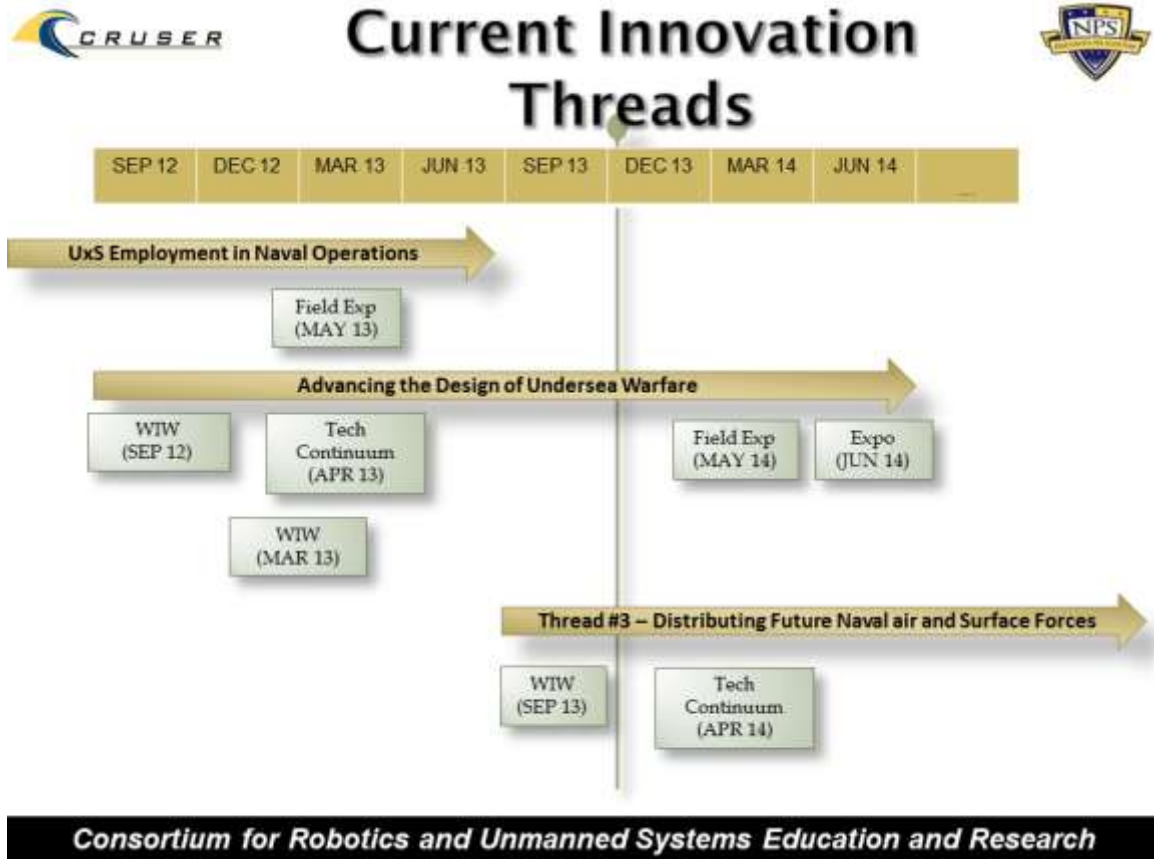 CRUSER
Current Innovation
Threads
NPS
SEP 12 DEC 12 MAR 13 JUN 13 SEP 13 DEC 13 MAR 14 JUN 14 ...
UxS Employment in Naval Operations
Field Exp
(MAY 13)
Advancing the Design of Undersea Warfare
WIW
(SEP 12)
Tech
Continuum
(APR 13)
Field Exp
(MAY 14)
Expo
(JUN 14)
WIW
(MAR 13)
Thread #3 – Distributing Future Naval air and Surface Forces
WIW
(SEP 13)
Tech
Continuum
(APR 14)
Consortium for Robotics and Unmanned Systems Education and Research